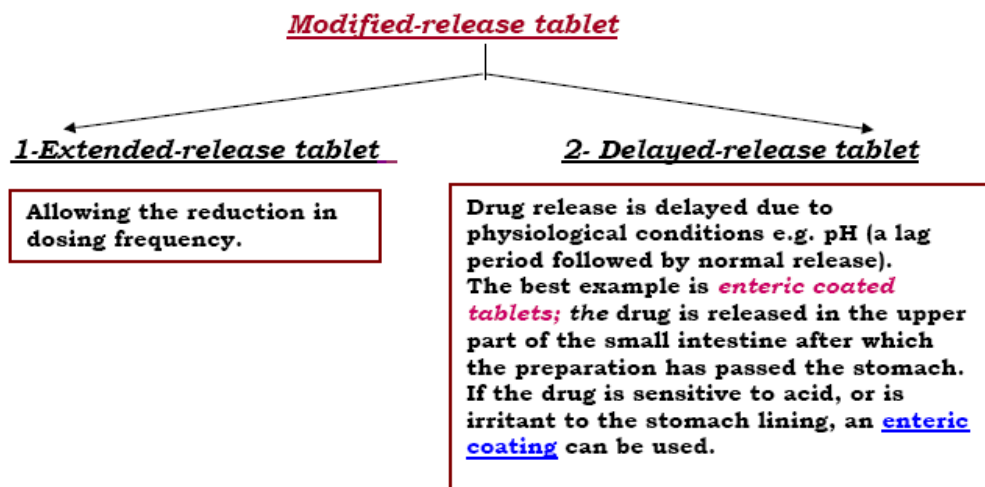 Modified-release tablet
1-Extended-release tablet
2- Delayed-release tablet
Allowing the reduction in
dosing frequency.
Drug release is delayed due to
physiological conditions e.g. pH (a lag
period followed by normal release).
The best example is enteric coated
tablets; the drug is released in the upper
part of the small intestine after which
the preparation has passed the stomach.
If the drug is sensitive to acid, or is
irritant to the stomach lining, an enteric
coating can be used.